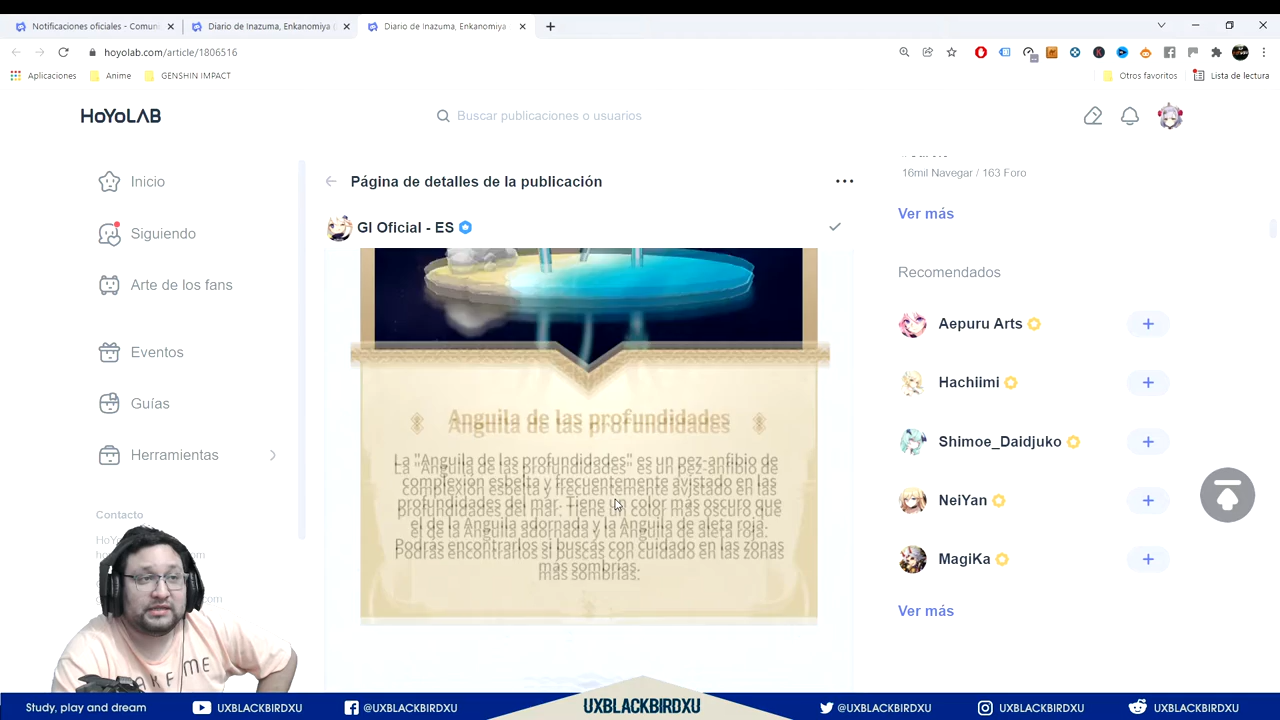 Notificaciones oficiales - Comun
Diario de Inazuma, Enkanomiya (
Diario de Inazuma, Enkanomiya
hoyolab.com/article/1806516
Aplicaciones
Anime
GENSHIN IMPACT
Otros favoritos
Lista de lectura
HoYoLAB
Buscar publicaciones o usuarios
Inicio
Siguiendo
Arte de los fans
Eventos
Guías
Herramientas
Contacto
Página de detalles de la publicación
GI Oficial - ES
Anguila de las profundidades
La "Anguila de las profundidades" es un pez-anfibio de
complexión esbelta y frecuentemente avistado en las
profundidades del mar. Tiene un color más oscuro que
el de la Anguila adornada y la Anguila de aleta roja.
Podrás encontrarlos si buscas con cuidado en las zonas
más sombrías.
16mil Navegar / 163 Foro
Ver más
Recomendados
Aepuru Arts
Hachiimi
Shimoe_Daidjuko
NeiYan
MagiKa
Ver más
Study, play and dream
UXBLACKBIRDXU
@UXBLACKBIRDXU
UXBLACKBIRDXU
@UXBLACKBIRDXU
UXBLACKBIRDXU
UXBLACKBIRDXU